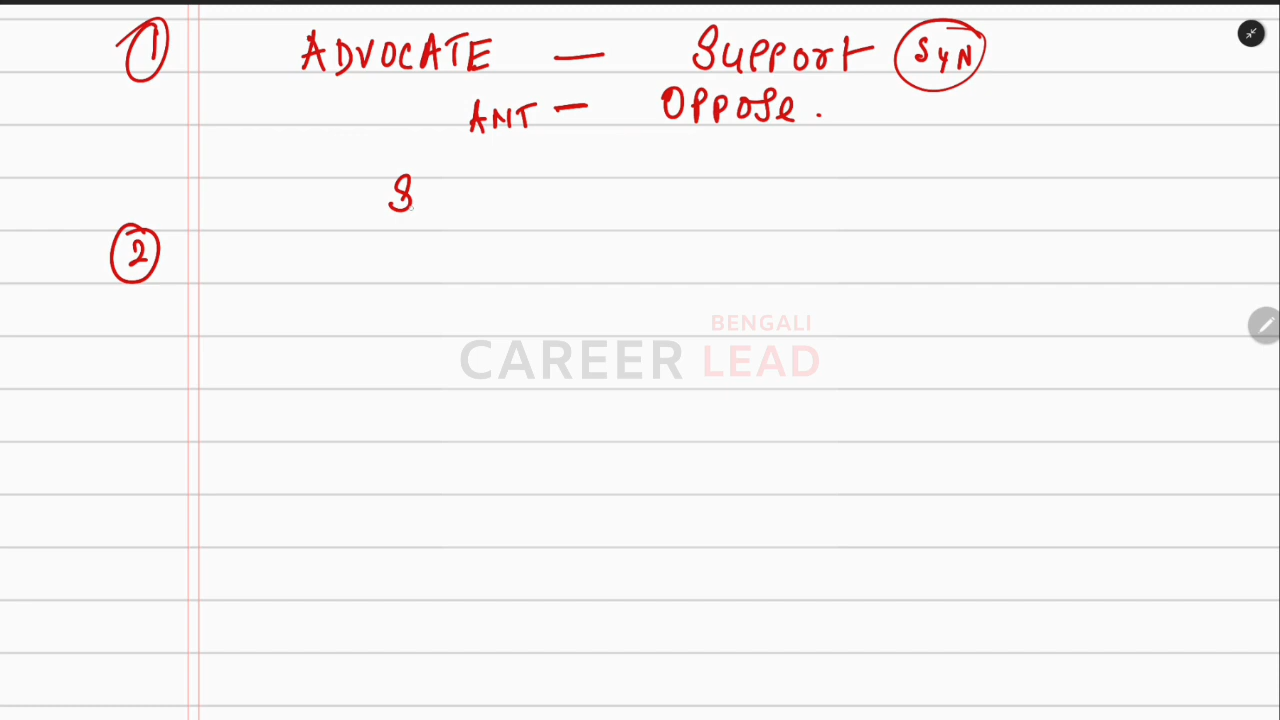 1 ADVOCATE — Support SYN
ANT — Oppose.
S
2
BENGALI
CAREER LEAD